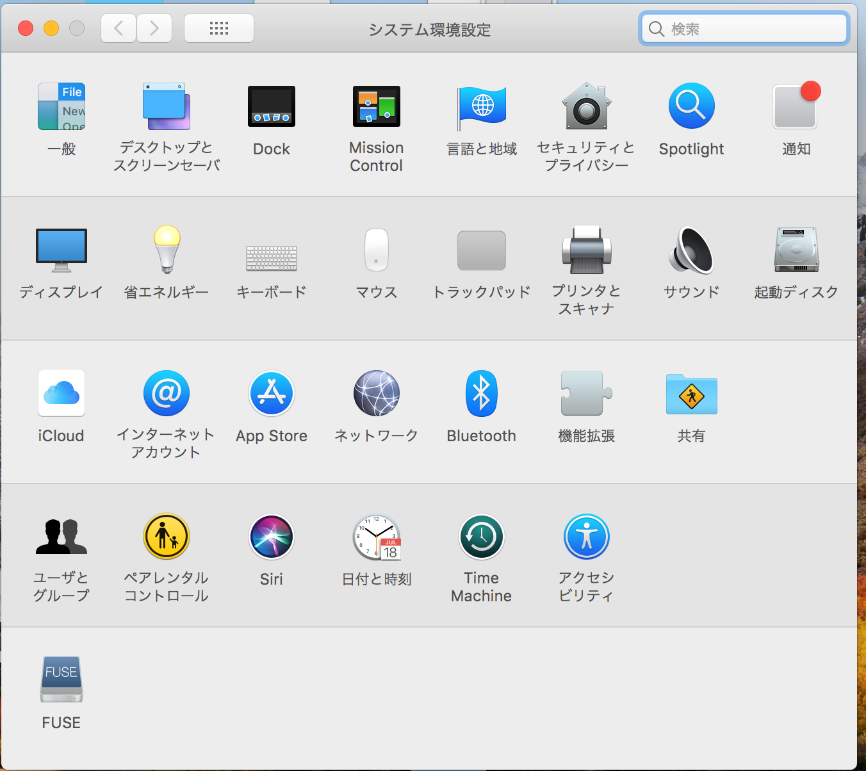 システム環境設定
検索
File
New
Ope
一般
デスクトップと
スクリーンセーバ
Dock
Mission
Control
言語と地域
セキュリティと
プライバシー
Spotlight
通知
ディスプレイ
省エネルギー
キーボード
マウス
トラックパッド
プリンタと
スキャナ
サウンド
起動ディスク
iCloud
インターネット
アカウント
App Store
ネットワーク
Bluetooth
機能拡張
共有
ユーザと
グループ
ペアレンタル
コントロール
Siri
JUL
18
日付と時刻
Time
Machine
アクセシ
ビリティ
FUSE
FUSE